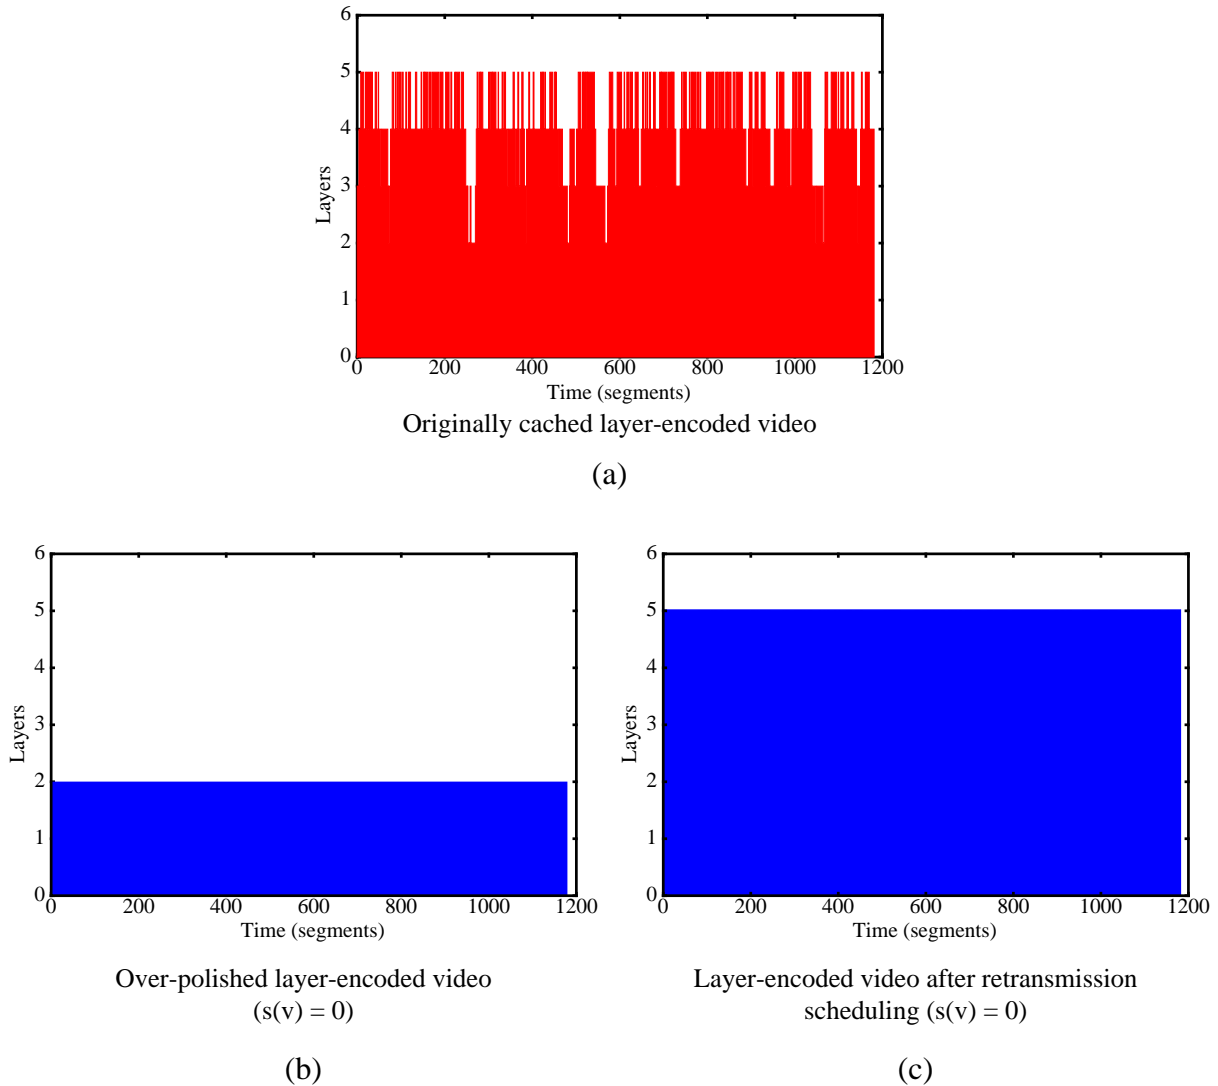 6
5
4
3
2
1
0
Layers
0 200 400 600 800 1000 1200
Time (segments)
Originally cached layer-encoded video
(a)
6
5
4
3
2
1
0
Layers
0 200 400 600 800 1000 1200
Time (segments)
Over-polished layer-encoded video
(s(v) = 0)
(b)
6
5
4
3
2
1
0
Layers
0 200 400 600 800 1000 1200
Time (segments)
Layer-encoded video after retransmission
scheduling (s(v) = 0)
(c)